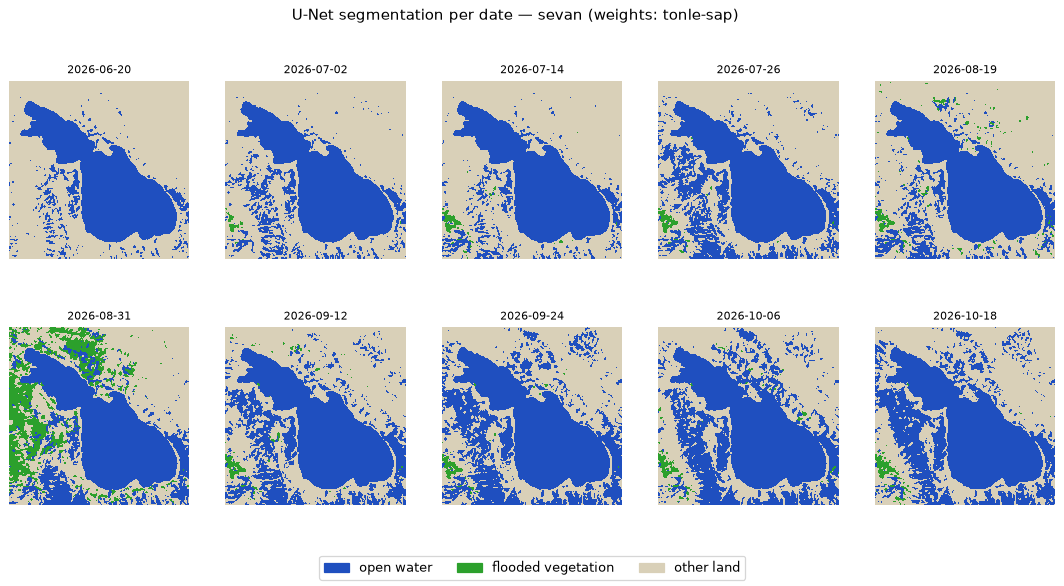 U-Net segmentation per date — sevan (weights: tonle-sap)
2026-06-20
2026-07-02
2026-07-14
2026-07-26
2026-08-19
2026-08-31
2026-09-12
2026-09-24
2026-10-06
2026-10-18
open water
flooded vegetation
other land